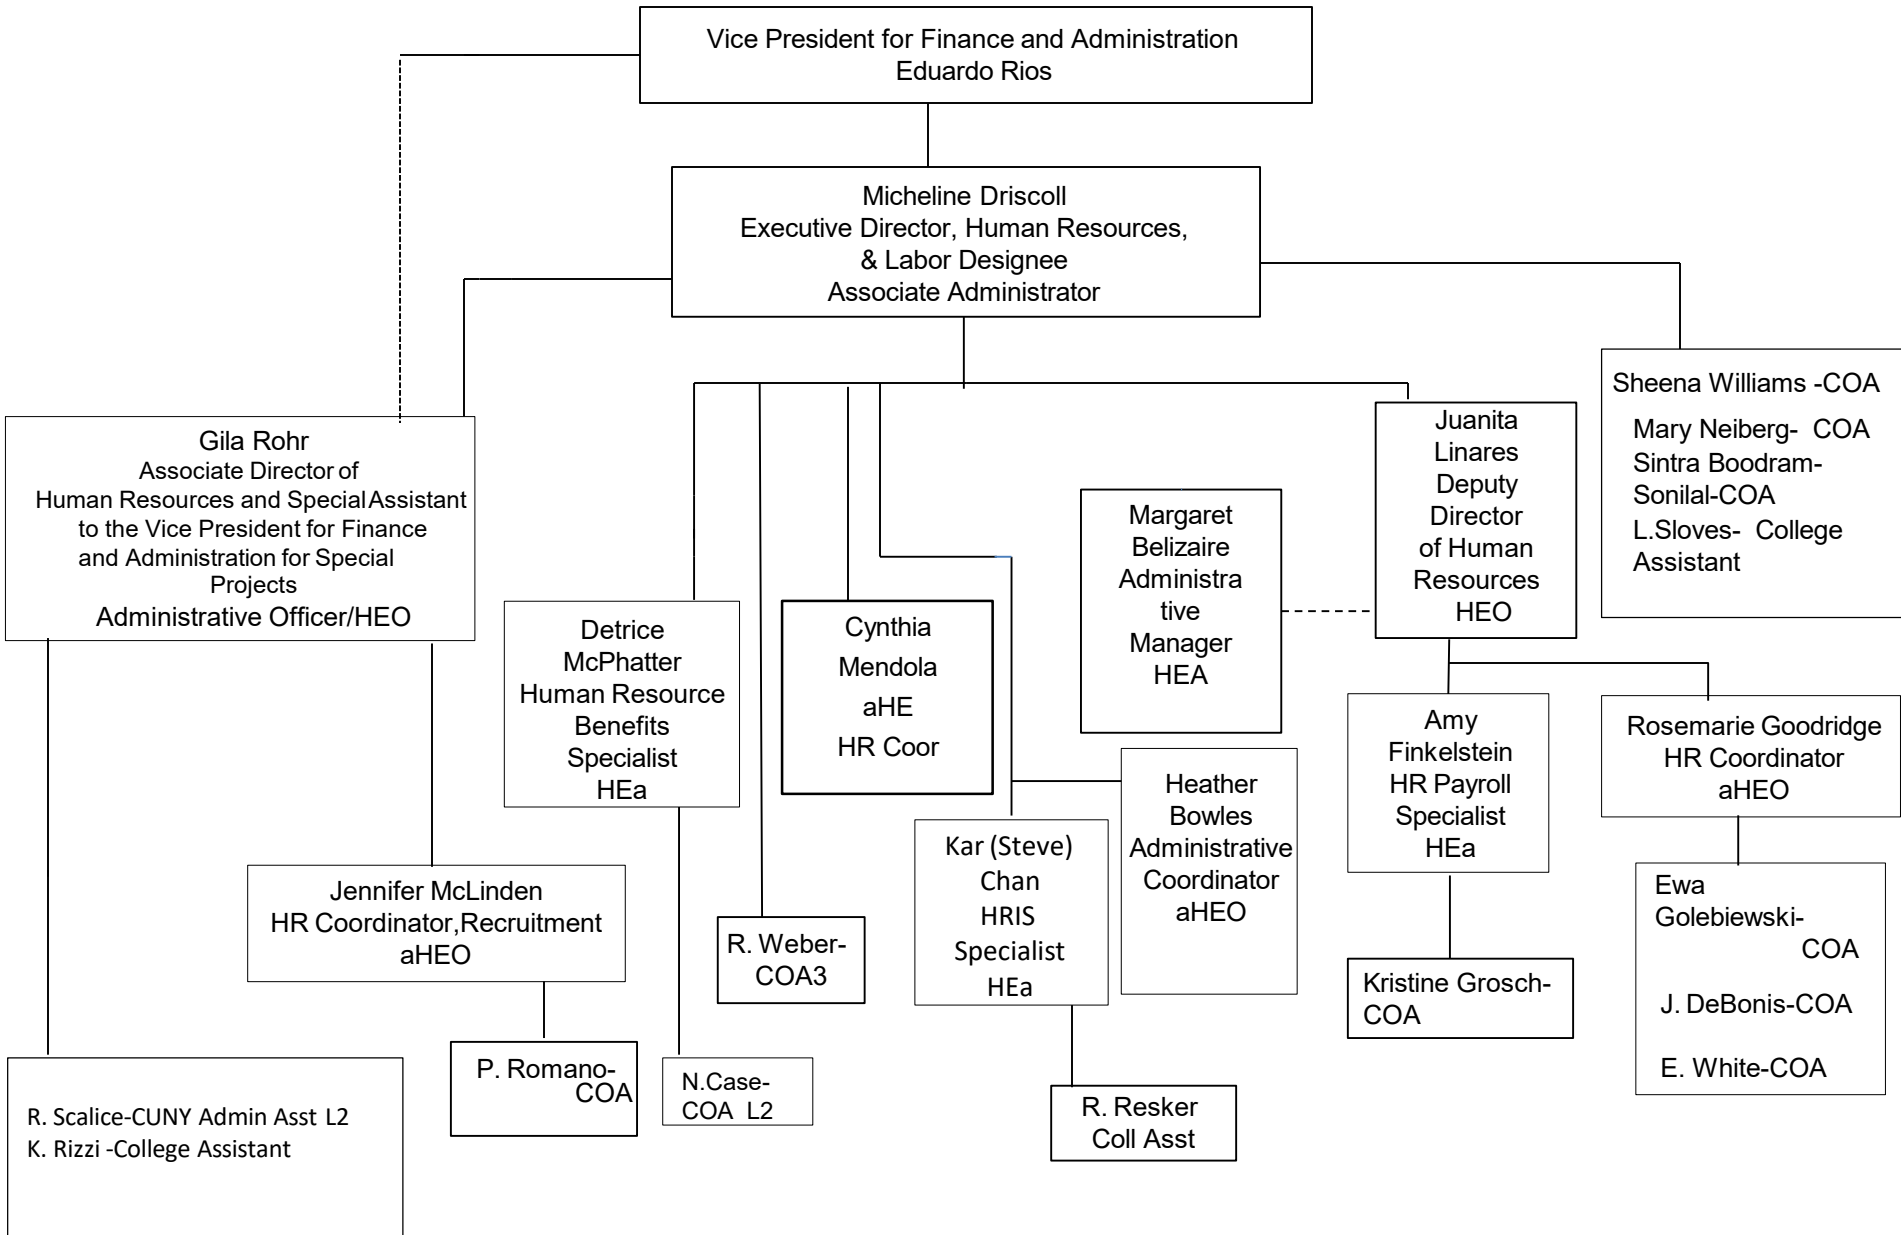 Vice President for Finance and Administration
Eduardo Rios
Micheline Driscoll
Executive Director, Human Resources,
& Labor Designee
Associate Administrator
Gila Rohr
Associate Director of
Human Resources and Special Assistant
to the Vice President for Finance
and Administration for Special
Projects
Administrative Officer/HEO
Detrice
McPhatter
Human Resource
Benefits
Specialist
HEa
Cynthia
Mendola
aHE
HR Coor
Margaret
Belizaire
Administra
tive
Manager
HEA
Juanita
Linares
Deputy
Director
of Human
Resources
HEO
Sheena Williams -COA
Mary Neiberg- COA
Sintra Boodram-
Sonilal-COA
L.Sloves- College
Assistant
Jennifer McLinden
HR Coordinator,Recruitment
aHEO
R. Weber-
COA3
Kar (Steve)
Chan
HRIS
Specialist
HEa
Heather
Bowles
Administrative
Coordinator
aHEO
Amy
Finkelstein
HR Payroll
Specialist
HEa
Rosemarie Goodridge
HR Coordinator
aHEO
R. Scalice-CUNY Admin Asst L2
K. Rizzi -College Assistant
P. Romano-
COA
N.Case-
COA L2
R. Resker
Coll Asst
Kristine Grosch-
COA
Ewa
Golebiewski-
COA
J. DeBonis-COA
E. White-COA